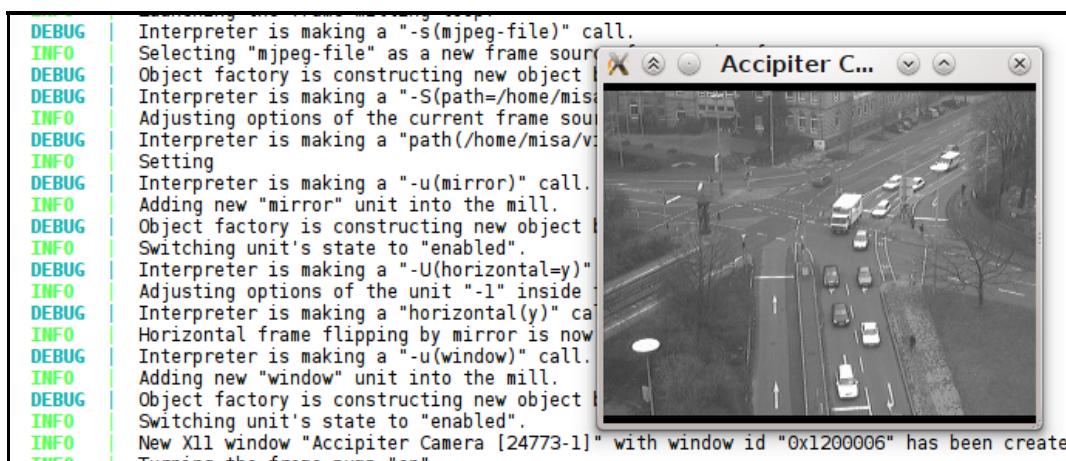 DEBUG | Interpreter is making a "-s(mjpeg-file)" call.
INFO | Selecting "mjpeg-file" as a new frame
DEBUG | Object factory is constructing new object
DEBUG | Interpreter is making a "-S(path=/home/misa
INFO | Adjusting options of the current frame
DEBUG | Interpreter is making a "path(/home/misa/vi
INFO | Setting
DEBUG | Interpreter is making a "-u(mirror)" call.
INFO | Adding new "mirror" unit into the mill.
DEBUG | Object factory is constructing new object
INFO | Switching unit's state to "enabled".
DEBUG | Interpreter is making a "-U(horizontal=y)"
INFO | Adjusting options of the unit "-1" inside
DEBUG | Interpreter is making a "horizontal(y)" ca
INFO | Horizontal frame flipping by mirror is now
DEBUG | Interpreter is making a "-u(window)" call.
INFO | Adding new "window" unit into the mill.
DEBUG | Object factory is constructing new object
INFO | Switching unit's state to "enabled".
INFO | New X11 window "Accipiter Camera [24773-1]" with window id "0x1200006" has been create
Accipiter C...